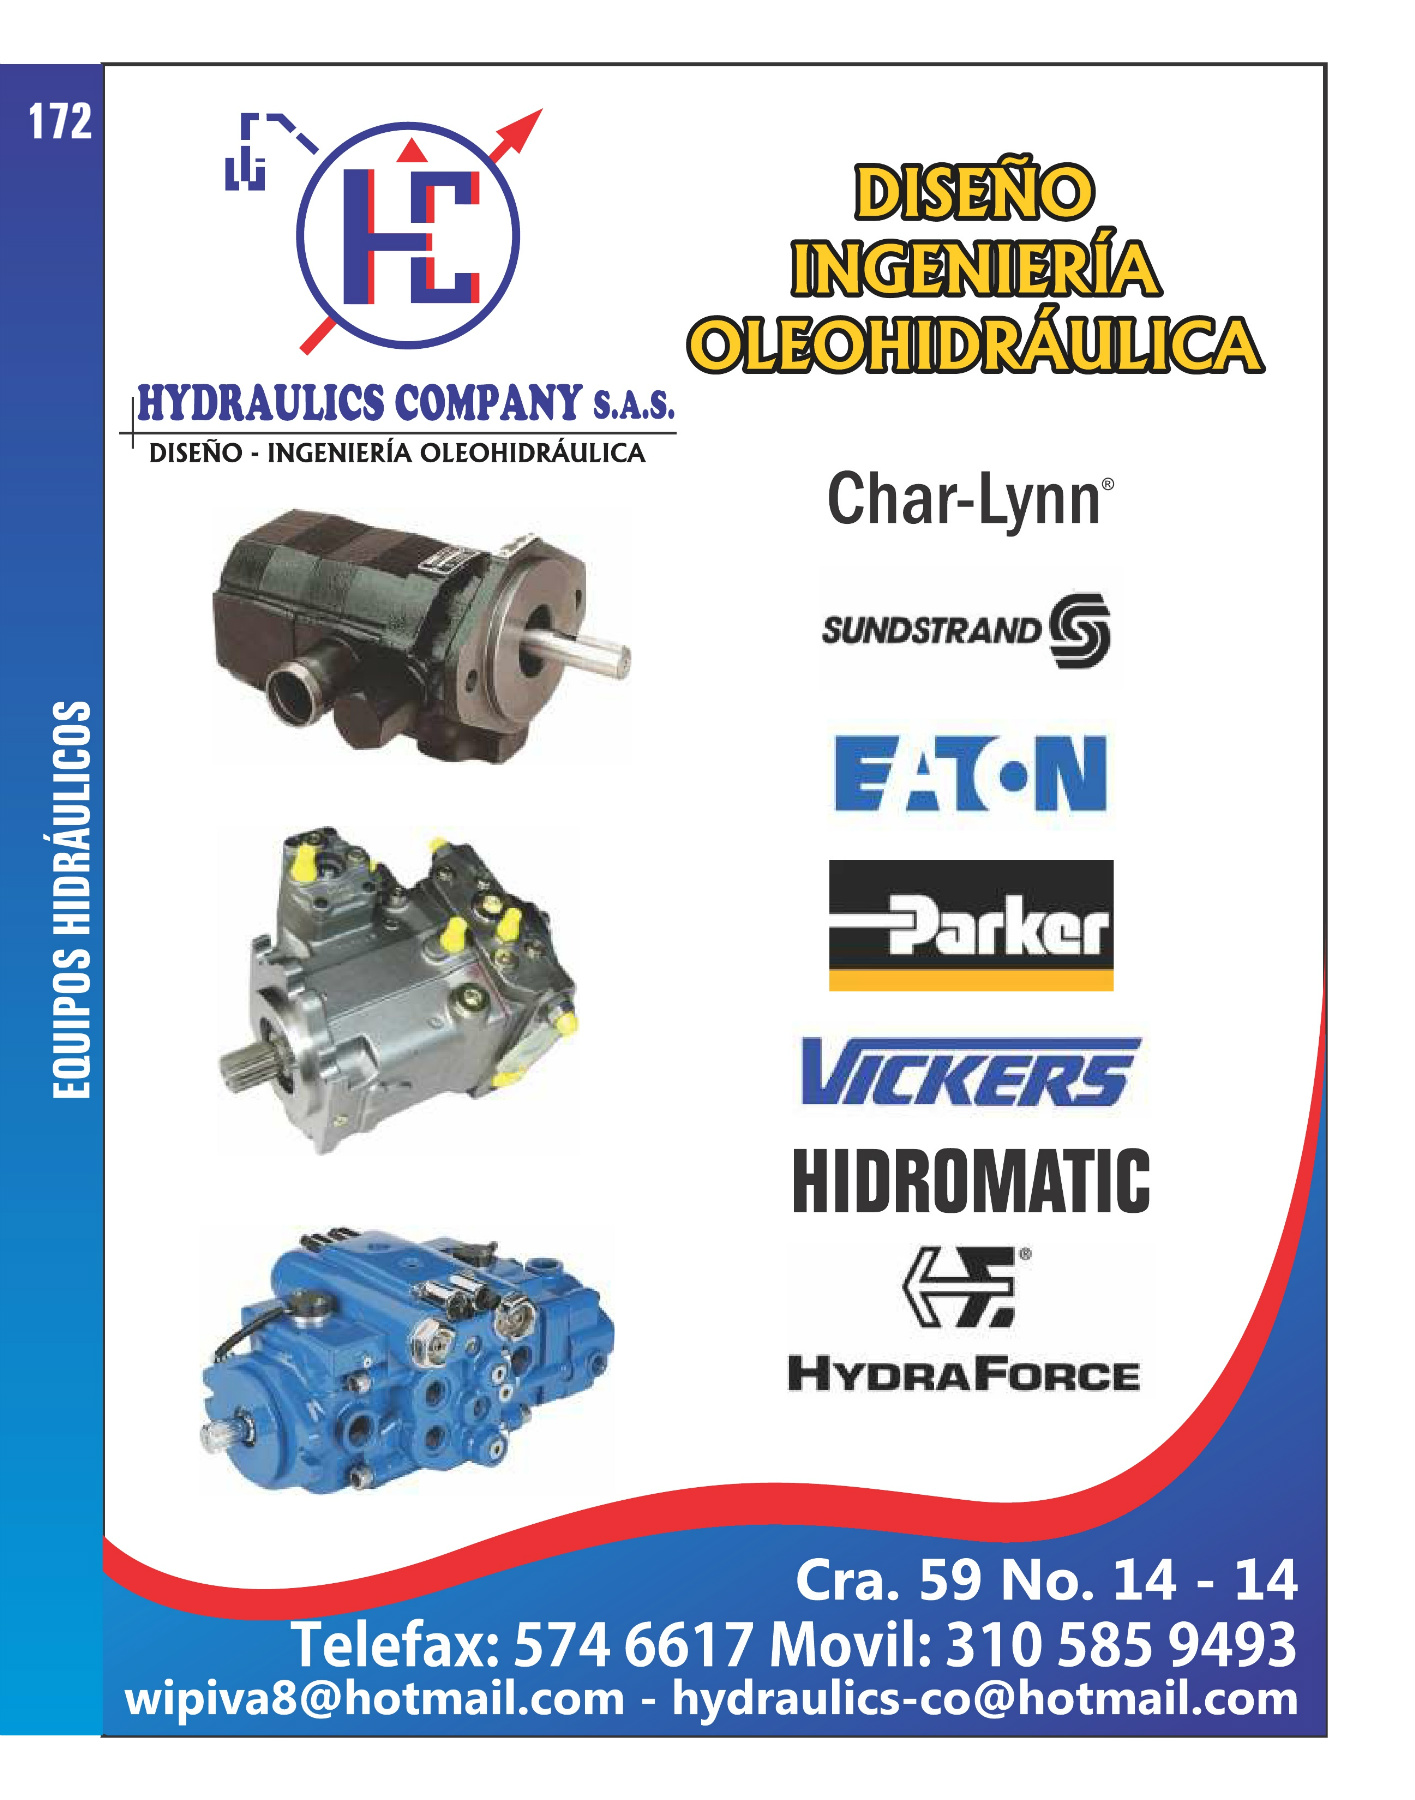 172
EQUIPOS HIDRÁULICOS
HC
HYDRAULICS COMPANY S.A.S.
DISEÑO - INGENIERÍA OLEOHIDRÁULICA
DISEÑO
INGENIERÍA
OLEOHIDRÁULICA
Char-Lynn®
SUNDSTRAND
EATON
Parker
VICKERS
HIDROMATIC
®
HYDRAFORCE
Cra. 59 No. 14 - 14
Telefax: 574 6617 Movil: 310 585 9493
wipiva8@hotmail.com - hydraulics-co@hotmail.com